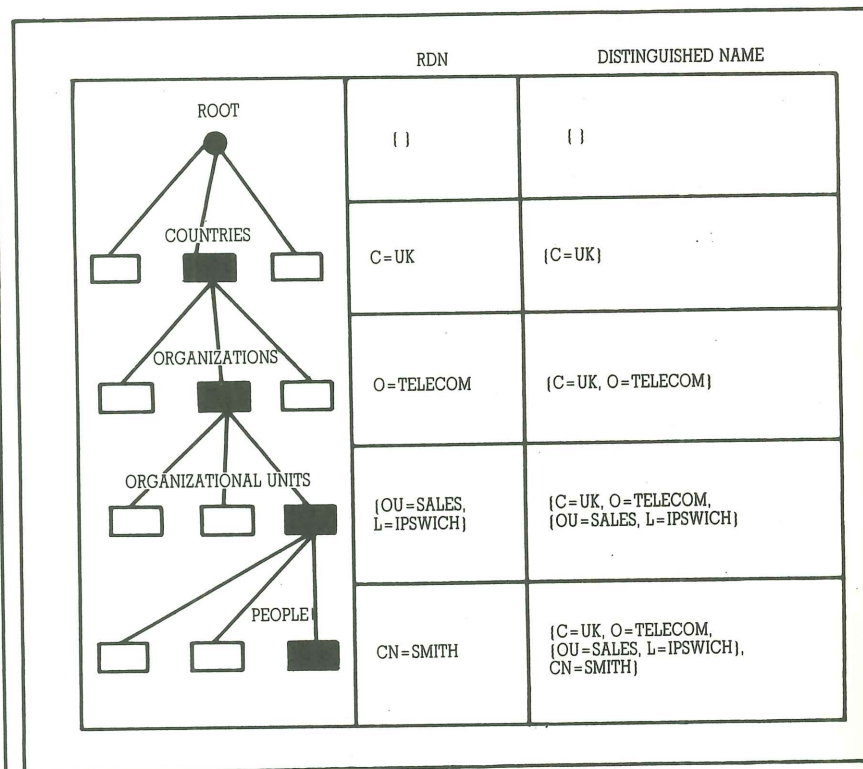 RDN DISTINGUISHED NAME
ROOT
{ } { }
COUNTRIES
C=UK {C=UK}
ORGANIZATIONS
O=TELECOM {C=UK, O=TELECOM}
ORGANIZATIONAL UNITS
{OU=SALES,
L=IPSWICH}
{C=UK, O=TELECOM,
{OU=SALES, L=IPSWICH}
PEOPLE
CN=SMITH
{C=UK, O=TELECOM,
{OU=SALES, L=IPSWICH},
CN=SMITH}